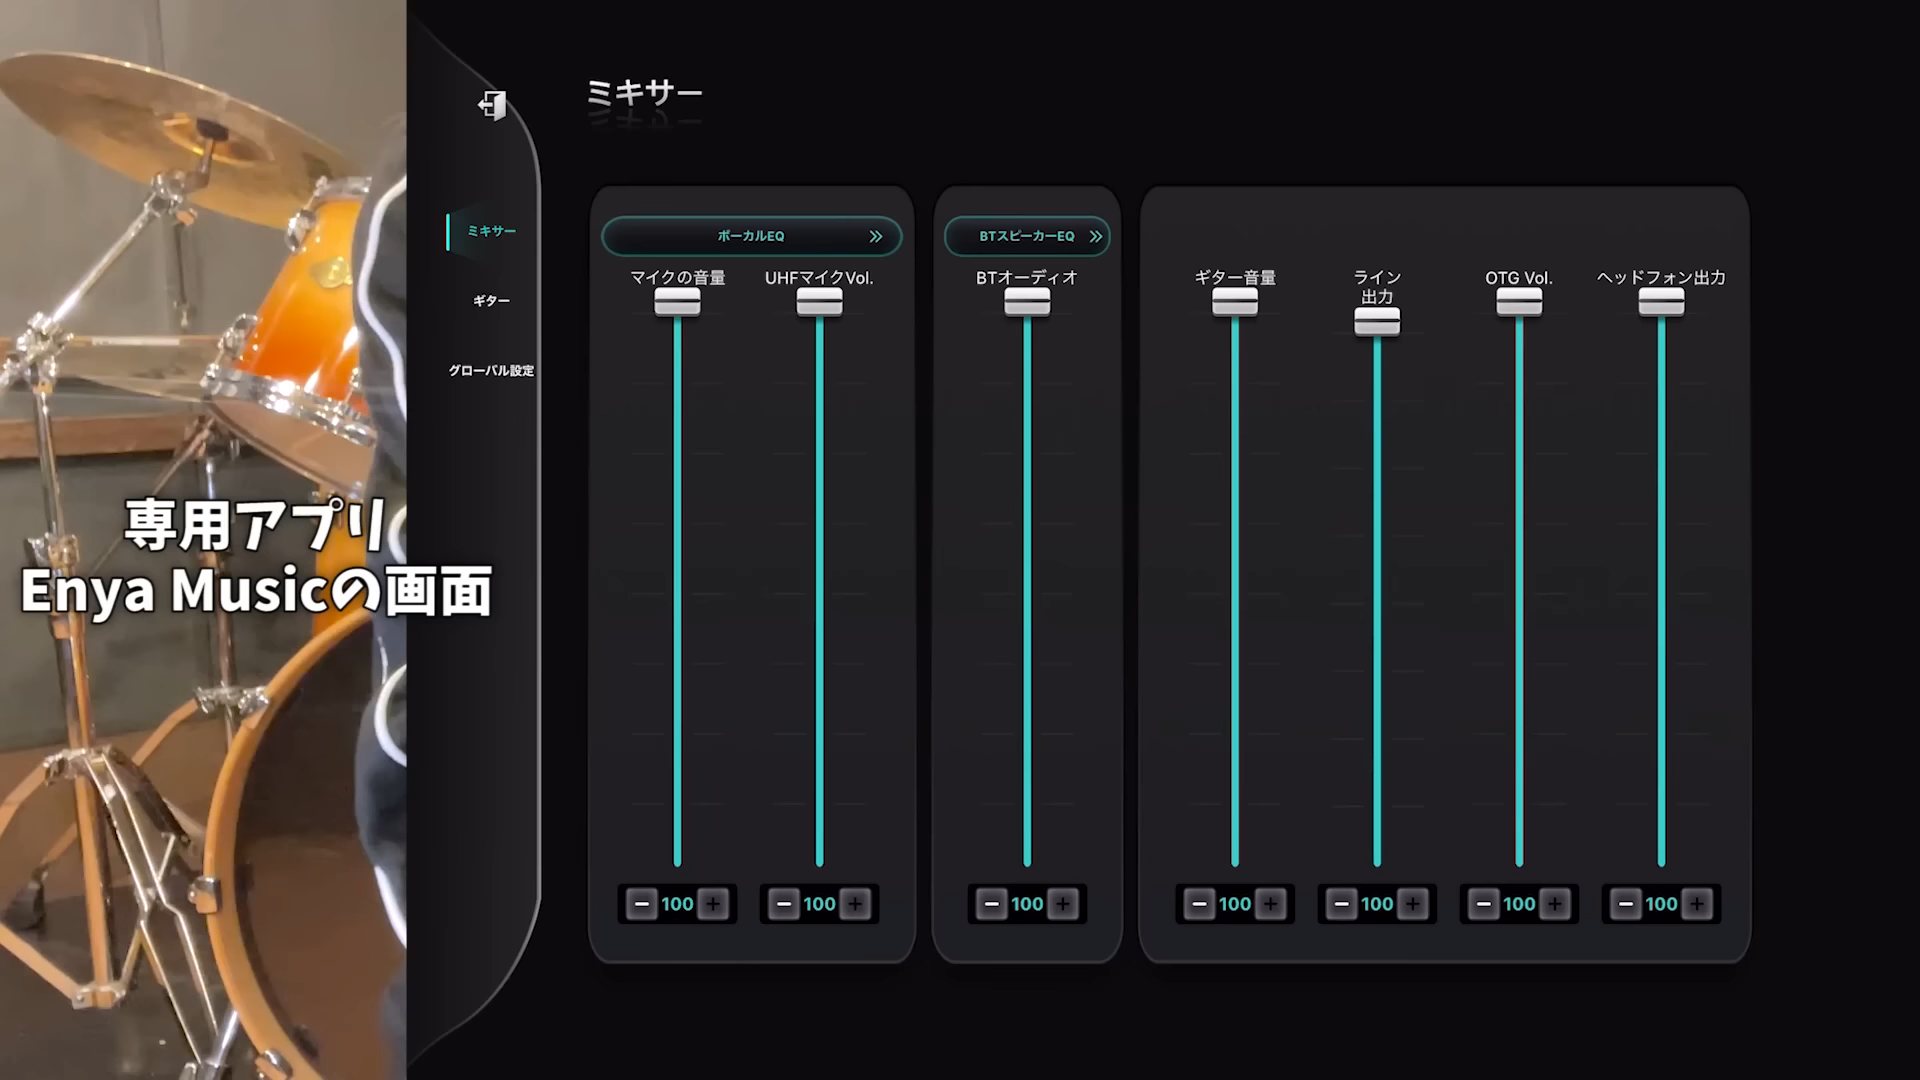 ミキサー
ミキサー
ギター
グローバル設定
専用アプリ
Enya Musicの画面
ボーカルEQ
BTスピーカーEQ
マイクの音量
UHFマイクVol.
BTオーディオ
ギター音量
ライン
出力
OTG Vol.
ヘッドフォン出力
100
100
100
100
100
100
100